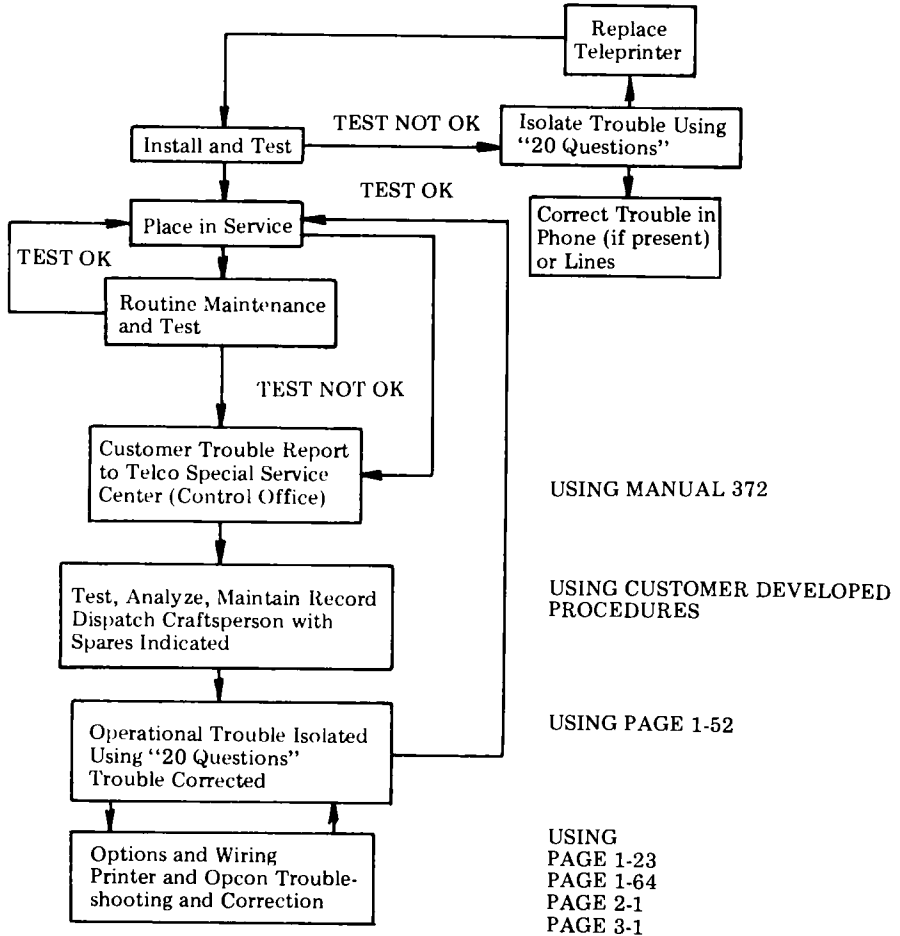 Replace
Teleprinter
TEST NOT OK
Isolate Trouble Using
"20 Questions"
Install and Test
TEST OK
Correct Trouble in
Phone (if present)
or Lines
Place in Service
TEST OK
Routine Maintenance
and Test
TEST NOT OK
Customer Trouble Report
to Telco Special Service
Center (Control Office)
USING MANUAL 372
Test, Analyze, Maintain Record
Dispatch Craftsperson with
Spares Indicated
USING CUSTOMER DEVELOPED
PROCEDURES
Operational Trouble Isolated
Using "20 Questions"
Trouble Corrected
USING PAGE 1-52
Options and Wiring
Printer and Opcon Trouble-
shooting and Correction
USING
PAGE 1-23
PAGE 1-64
PAGE 2-1
PAGE 3-1